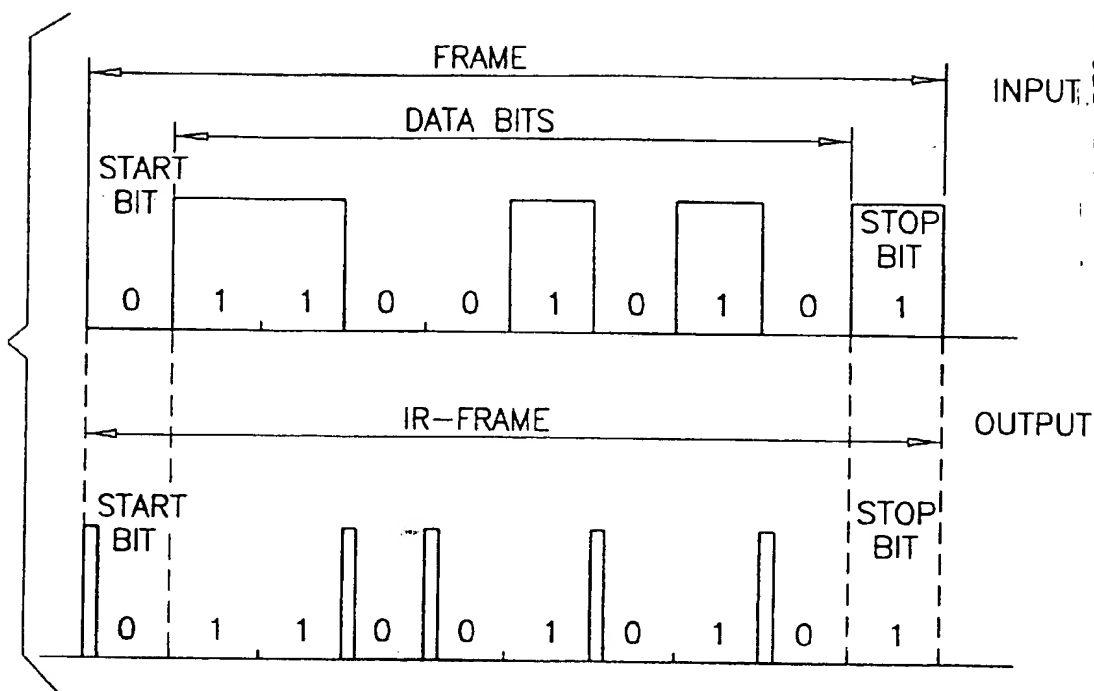 FRAME
INPUT
DATA BITS
START
BIT
STOP
BIT
0 1 1 0 0 1 0 1 0 1
IR-FRAME
OUTPUT
START
BIT
STOP
BIT
0 1 1 0 0 1 0 1 0 1